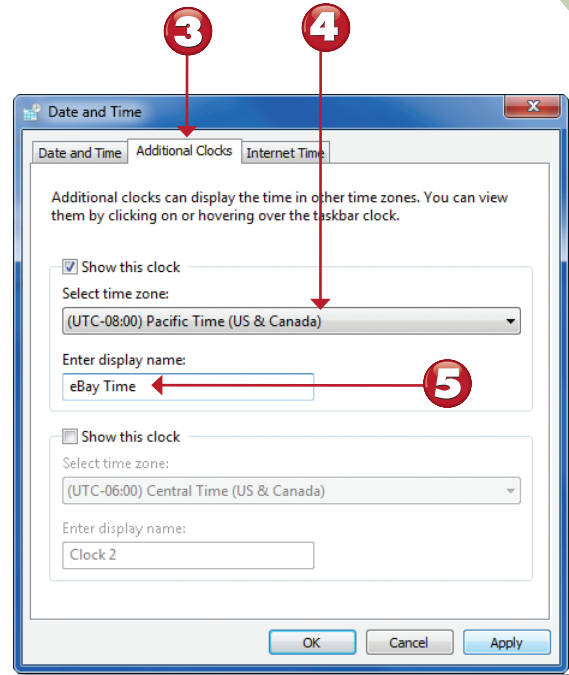 3 4
Date and Time
Date and Time Additional Clocks Internet Time
Additional clocks can display the time in other time zones. You can view
them by clicking on or hovering over the taskbar clock.
Show this clock
Select time zone:
(UTC-08:00) Pacific Time (US & Canada)
Enter display name:
eBay Time 5
Show this clock
Select time zone:
(UTC-06:00) Central Time (US & Canada)
Enter display name:
Clock 2
OK Cancel Apply